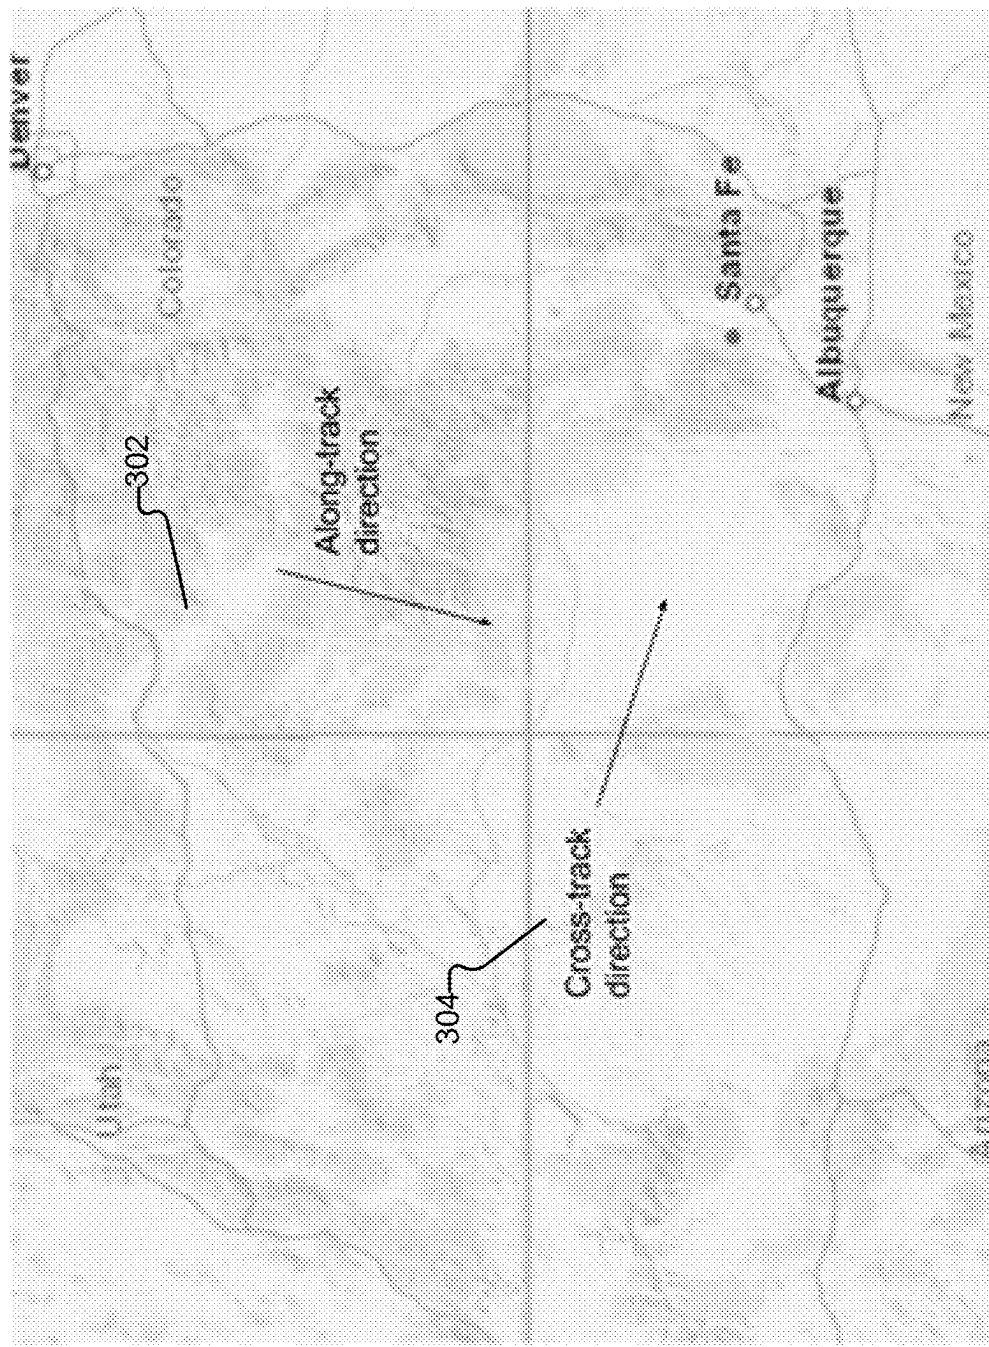 Denver
Colorado
302
Along-track
direction
Santa Fe
Albuquerque
New Mexico
304
Cross-track
direction
Utah